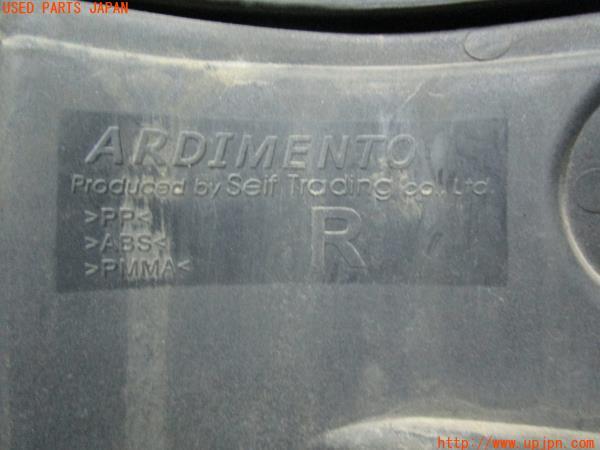 USED PARTS JAPAN
ARDIMENTO
Produced by Seif Trading co., Ltd.
>PP<
>ABS<
>PMMA<
R
http://www.upjpn.com/